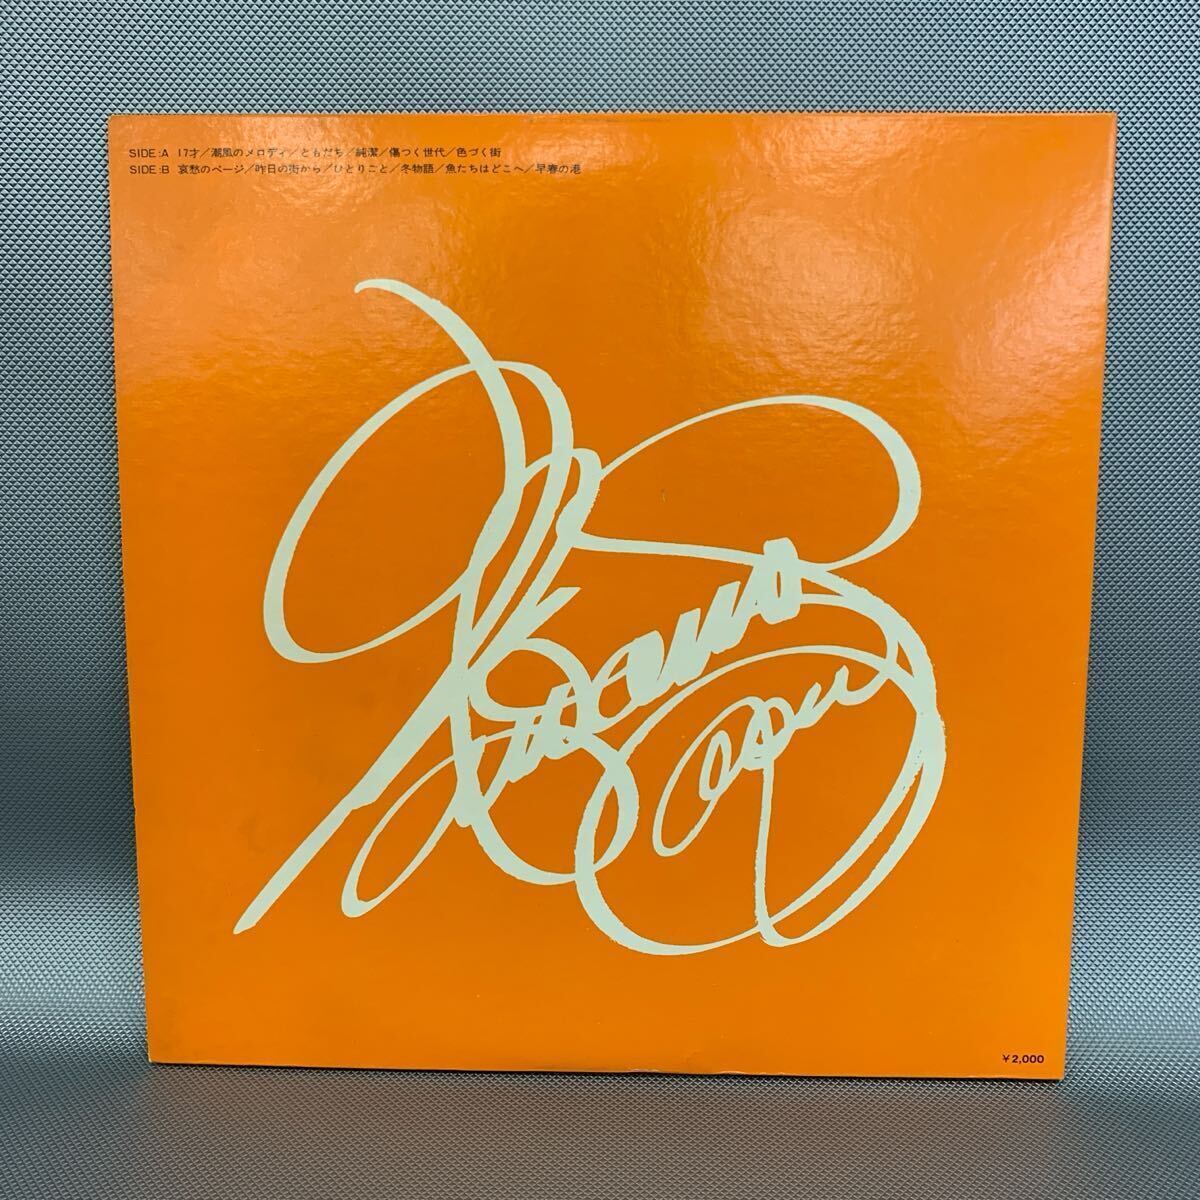 SIDE:A 17才/潮風のメロディ/ともだち/純潔/傷つく世代/色づく街
SIDE:B 哀愁のページ/昨日の街から/ひとりごと/冬物語/魚たちはどこへ/早春の港
¥2,000